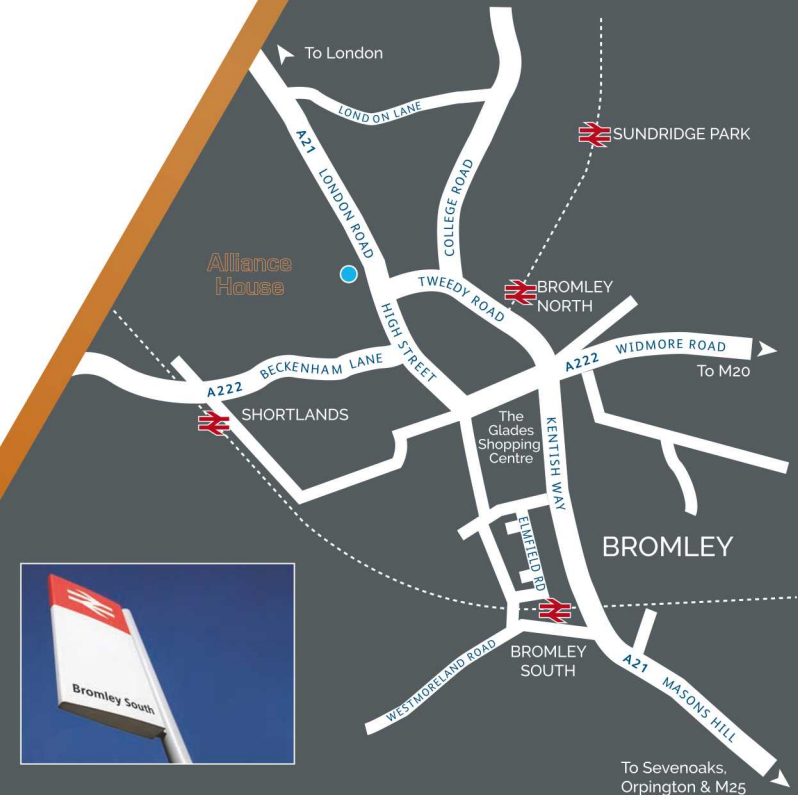 To London
LONDON LANE
SUNDRIDGE PARK
A21 LONDON ROAD
COLLEGE ROAD
Alliance
House
TWEEDY ROAD
BROMLEY
NORTH
HIGH STREET
A222 WIDMORE ROAD
To M20
A222 BECKENHAM LANE
SHORTLANDS
The
Glades
Shopping
Centre
KENTISH WAY
ELMFIELD RD
BROMLEY
BROMLEY
SOUTH
WESTMORELAND ROAD
A21 MASONS HILL
Bromley South
To Sevenoaks,
Orpington & M25